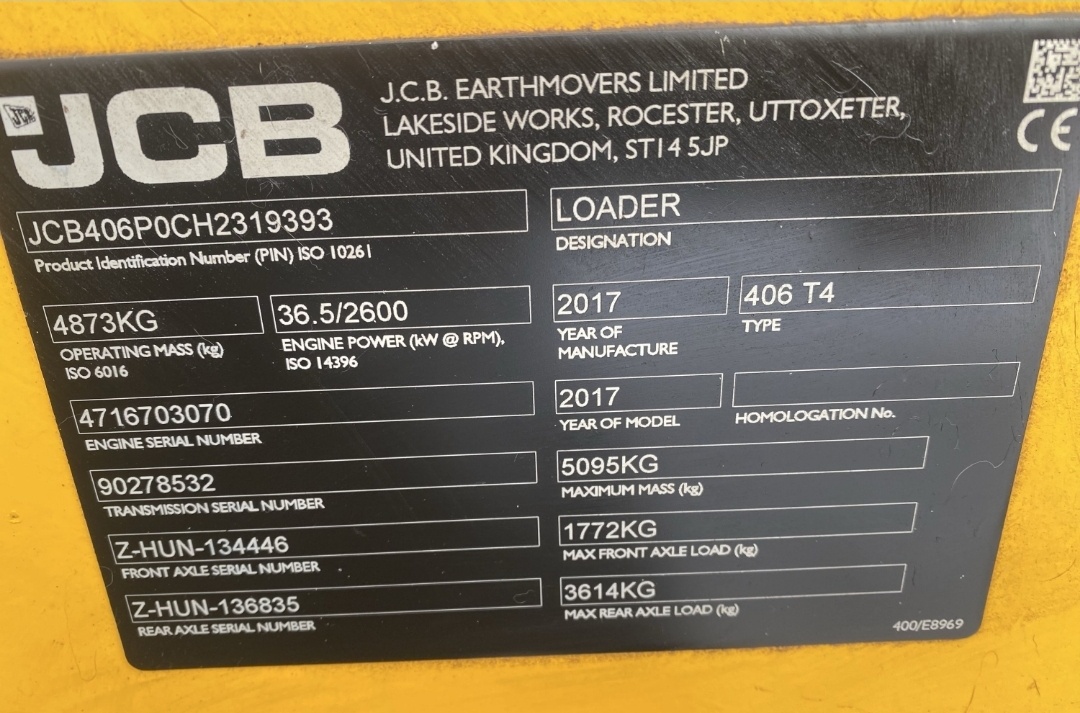 JCB
J.C.B. EARTHMOVERS LIMITED
LAKESIDE WORKS, ROCESTER, UTTOXETER,
UNITED KINGDOM, ST14 5JP
CE
JCB406P0CH2319393
Product Identification Number (PIN) ISO 10261
LOADER
DESIGNATION
4873KG
OPERATING MASS (kg)
ISO 6016
36.5/2600
ENGINE POWER (kW @ RPM),
ISO 14396
2017
YEAR OF
MANUFACTURE
406 T4
TYPE
4716703070
ENGINE SERIAL NUMBER
2017
YEAR OF MODEL
HOMOLOGATION No.
90278532
TRANSMISSION SERIAL NUMBER
5095KG
MAXIMUM MASS (kg)
Z-HUN-134446
FRONT AXLE SERIAL NUMBER
1772KG
MAX FRONT AXLE LOAD (kg)
Z-HUN-136835
REAR AXLE SERIAL NUMBER
3614KG
MAX REAR AXLE LOAD (kg)
400/E8969